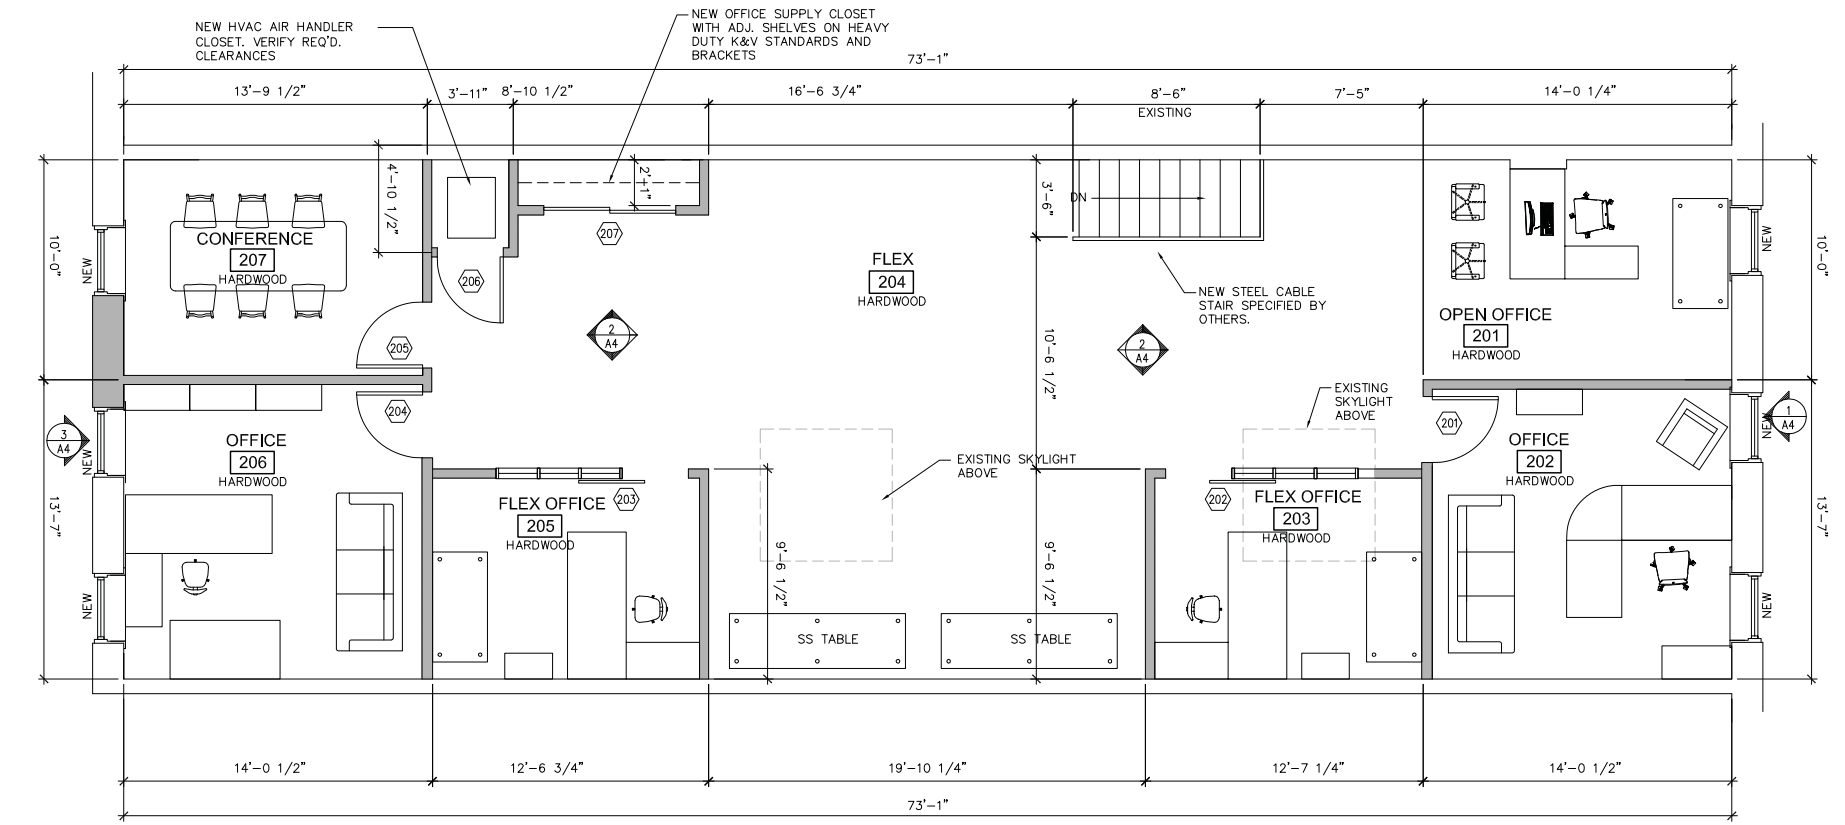 NEW HVAC AIR HANDLER
CLOSET. VERIFY REQ'D.
CLEARANCES
NEW OFFICE SUPPLY CLOSET
WITH ADJ. SHELVES ON HEAVY
DUTY K&V STANDARDS AND
BRACKETS
73'-1"
13'-9 1/2"
3'-11"
8'-10 1/2"
16'-6 3/4"
8'-6"
EXISTING
7'-5"
14'-0 1/4"
4'-10 1/2"
2'-1"
3'-6"
DN
10'-0"
NEW
CONFERENCE
207
HARDWOOD
206
207
FLEX
204
HARDWOOD
NEW STEEL CABLE
STAIR SPECIFIED BY
OTHERS.
OPEN OFFICE
201
HARDWOOD
NEW
10'-0"
205
2
A4
10'-6 1/2"
2
A4
204
EXISTING
SKYLIGHT
ABOVE
201
3
A4
NEW
OFFICE
206
HARDWOOD
EXISTING SKYLIGHT
ABOVE
OFFICE
202
HARDWOOD
NEW
1
A4
13'-7"
FLEX OFFICE
205
HARDWOOD
203
202
FLEX OFFICE
203
HARDWOOD
13'-7"
9'-6 1/2"
9'-6 1/2"
NEW
NEW
SS TABLE
SS TABLE
14'-0 1/2"
12'-6 3/4"
19'-10 1/4"
12'-7 1/4"
14'-0 1/2"
73'-1"